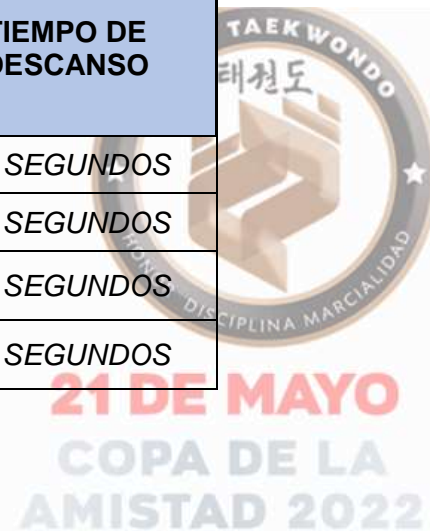 TIEMPO DE
DESCANSO
SEGUNDOS
SEGUNDOS
SEGUNDOS
SEGUNDOS
TAEKWONDO
태권도
HONOR DISCIPLINA MARCIALIDAD
21 DE MAYO
COPA DE LA
AMISTAD 2022